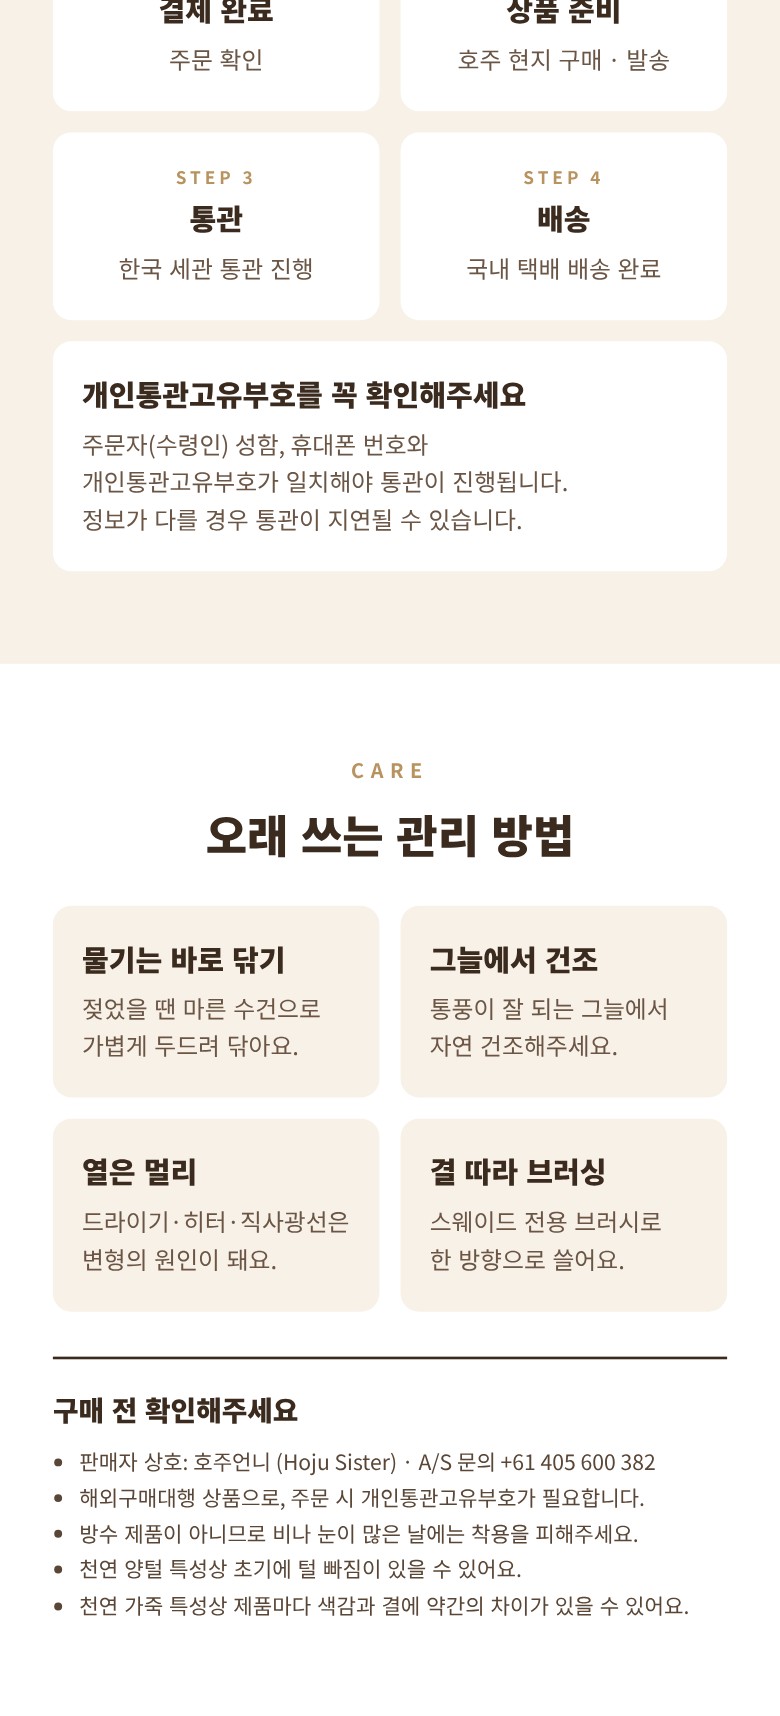 결제 완료
상품 준비
주문 확인
호주 현지 구매 · 발송
STEP 3
통관
한국 세관 통관 진행
STEP 4
배송
국내 택배 배송 완료
개인통관고유부호를 꼭 확인해주세요
주문자(수령인) 성함, 휴대폰 번호와
개인통관고유부호가 일치해야 통관이 진행됩니다.
정보가 다를 경우 통관이 지연될 수 있습니다.
CARE
오래 쓰는 관리 방법
물기는 바로 닦기
젖었을 땐 마른 수건으로
가볍게 두드려 닦아요.
그늘에서 건조
통풍이 잘 되는 그늘에서
자연 건조해주세요.
열은 멀리
드라이기·히터·직사광선은
변형의 원인이 돼요.
결 따라 브러싱
스웨이드 전용 브러시로
한 방향으로 쓸어요.
구매 전 확인해주세요
• 판매자 상호: 호주언니 (Hoju Sister) · A/S 문의 +61 405 600 382
• 해외구매대행 상품으로, 주문 시 개인통관고유부호가 필요합니다.
• 방수 제품이 아니므로 비나 눈이 많은 날에는 착용을 피해주세요.
• 천연 양털 특성상 초기에 털 빠짐이 있을 수 있어요.
• 천연 가죽 특성상 제품마다 색감과 결에 약간의 차이가 있을 수 있어요.